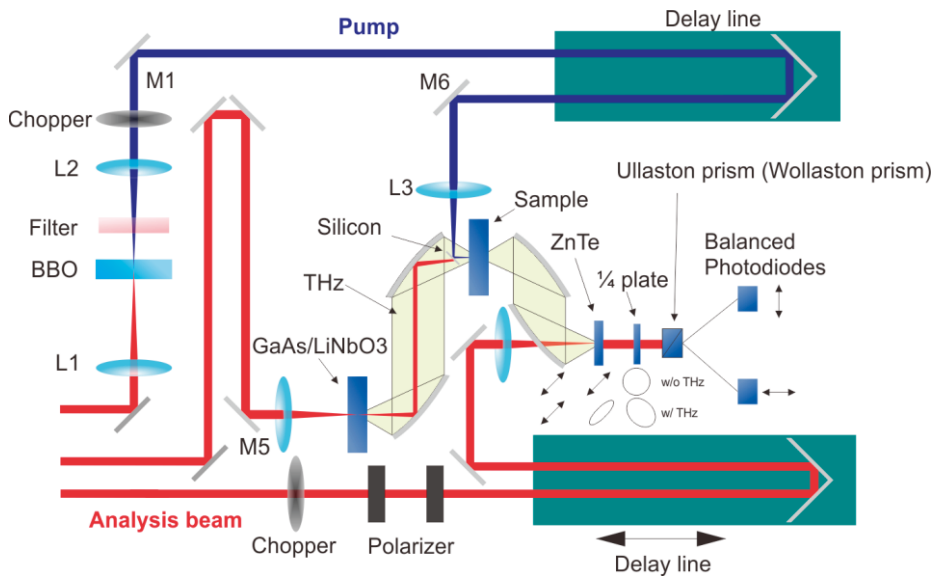 Delay line
Pump
M1
M6
Chopper
L2
L3
Ullaston prism (Wollaston prism)
Sample
Filter
Silicon
ZnTe
Balanced
Photodiodes
BBO
THz
¼ plate
GaAs/LiNbO3
L1
w/o THz
w/ THz
M5
Analysis beam
Chopper
Polarizer
Delay line